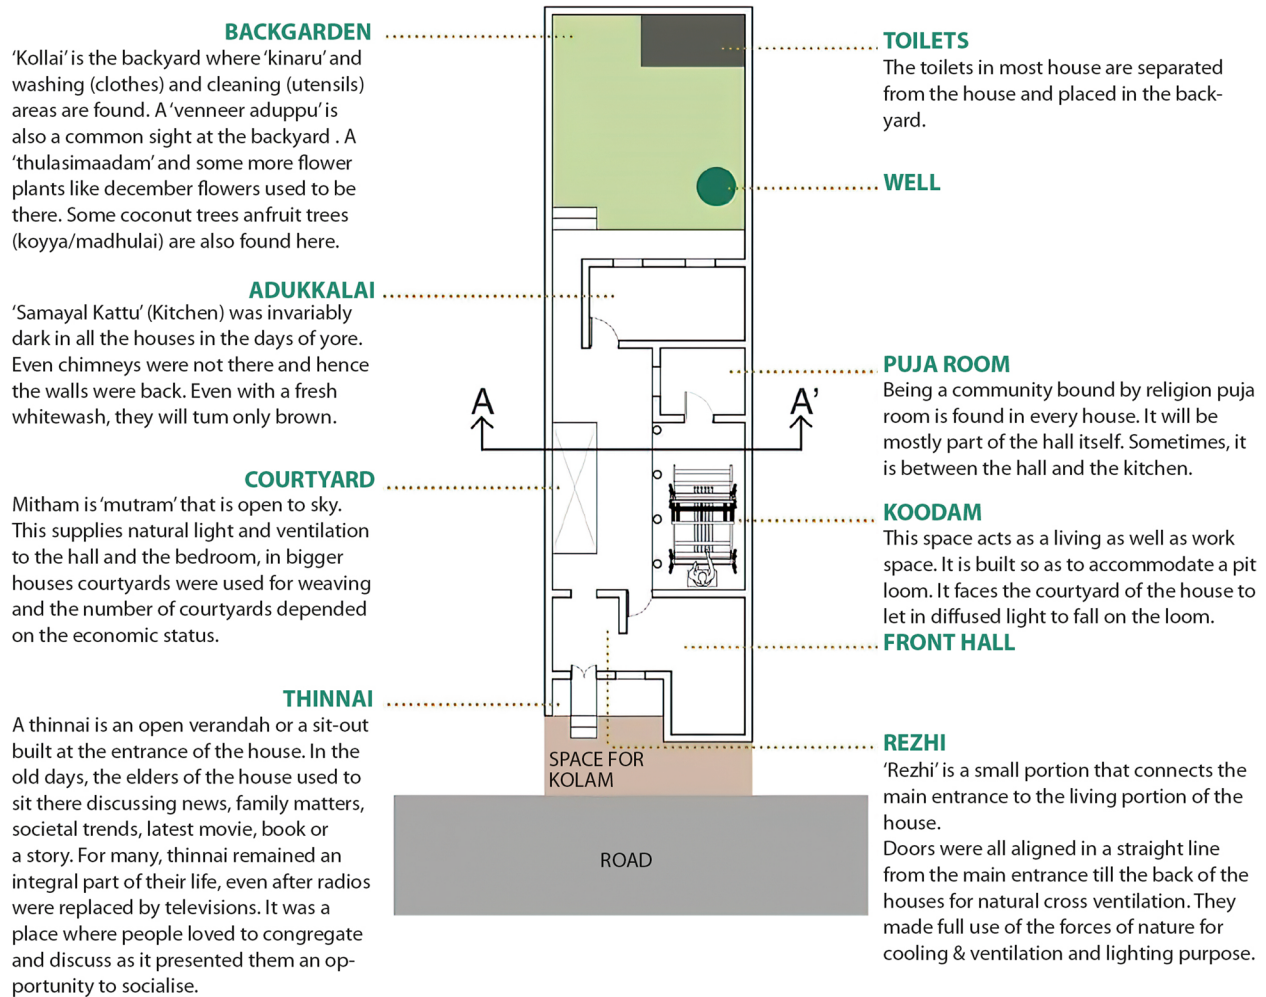 BACKGARDEN
‘Kollai’ is the backyard where ‘kinaru’ and
washing (clothes) and cleaning (utensils)
areas are found. A ‘venneer aduppu’ is
also a common sight at the backyard . A
‘thulasimaadam’ and some more flower
plants like december flowers used to be
there. Some coconut trees anfruit trees
(koyya/madhulai) are also found here.
ADUKKALAI
‘Samayal Kattu’ (Kitchen) was invariably
dark in all the houses in the days of yore.
Even chimneys were not there and hence
the walls were back. Even with a fresh
whitewash, they will tum only brown.
COURTYARD
Mitham is ‘mutram’ that is open to sky.
This supplies natural light and ventilation
to the hall and the bedroom, in bigger
houses courtyards were used for weaving
and the number of courtyards depended
on the economic status.
THINNAI
A thinnai is an open verandah or a sit-out
built at the entrance of the house. In the
old days, the elders of the house used to
sit there discussing news, family matters,
societal trends, latest movie, book or
a story. For many, thinnai remained an
integral part of their life, even after radios
were replaced by televisions. It was a
place where people loved to congregate
and discuss as it presented them an op-
portunity to socialise.
A
A’
SPACE FOR
KOLAM
ROAD
TOILETS
The toilets in most house are separated
from the house and placed in the back-
yard.
WELL
PUJA ROOM
Being a community bound by religion puja
room is found in every house. It will be
mostly part of the hall itself. Sometimes, it
is between the hall and the kitchen.
KOODAM
This space acts as a living as well as work
space. It is built so as to accommodate a pit
loom. It faces the courtyard of the house to
let in diffused light to fall on the loom.
FRONT HALL
REZHI
‘Rezhi’ is a small portion that connects the
main entrance to the living portion of the
house.
Doors were all aligned in a straight line
from the main entrance till the back of the
houses for natural cross ventilation. They
made full use of the forces of nature for
cooling & ventilation and lighting purpose.